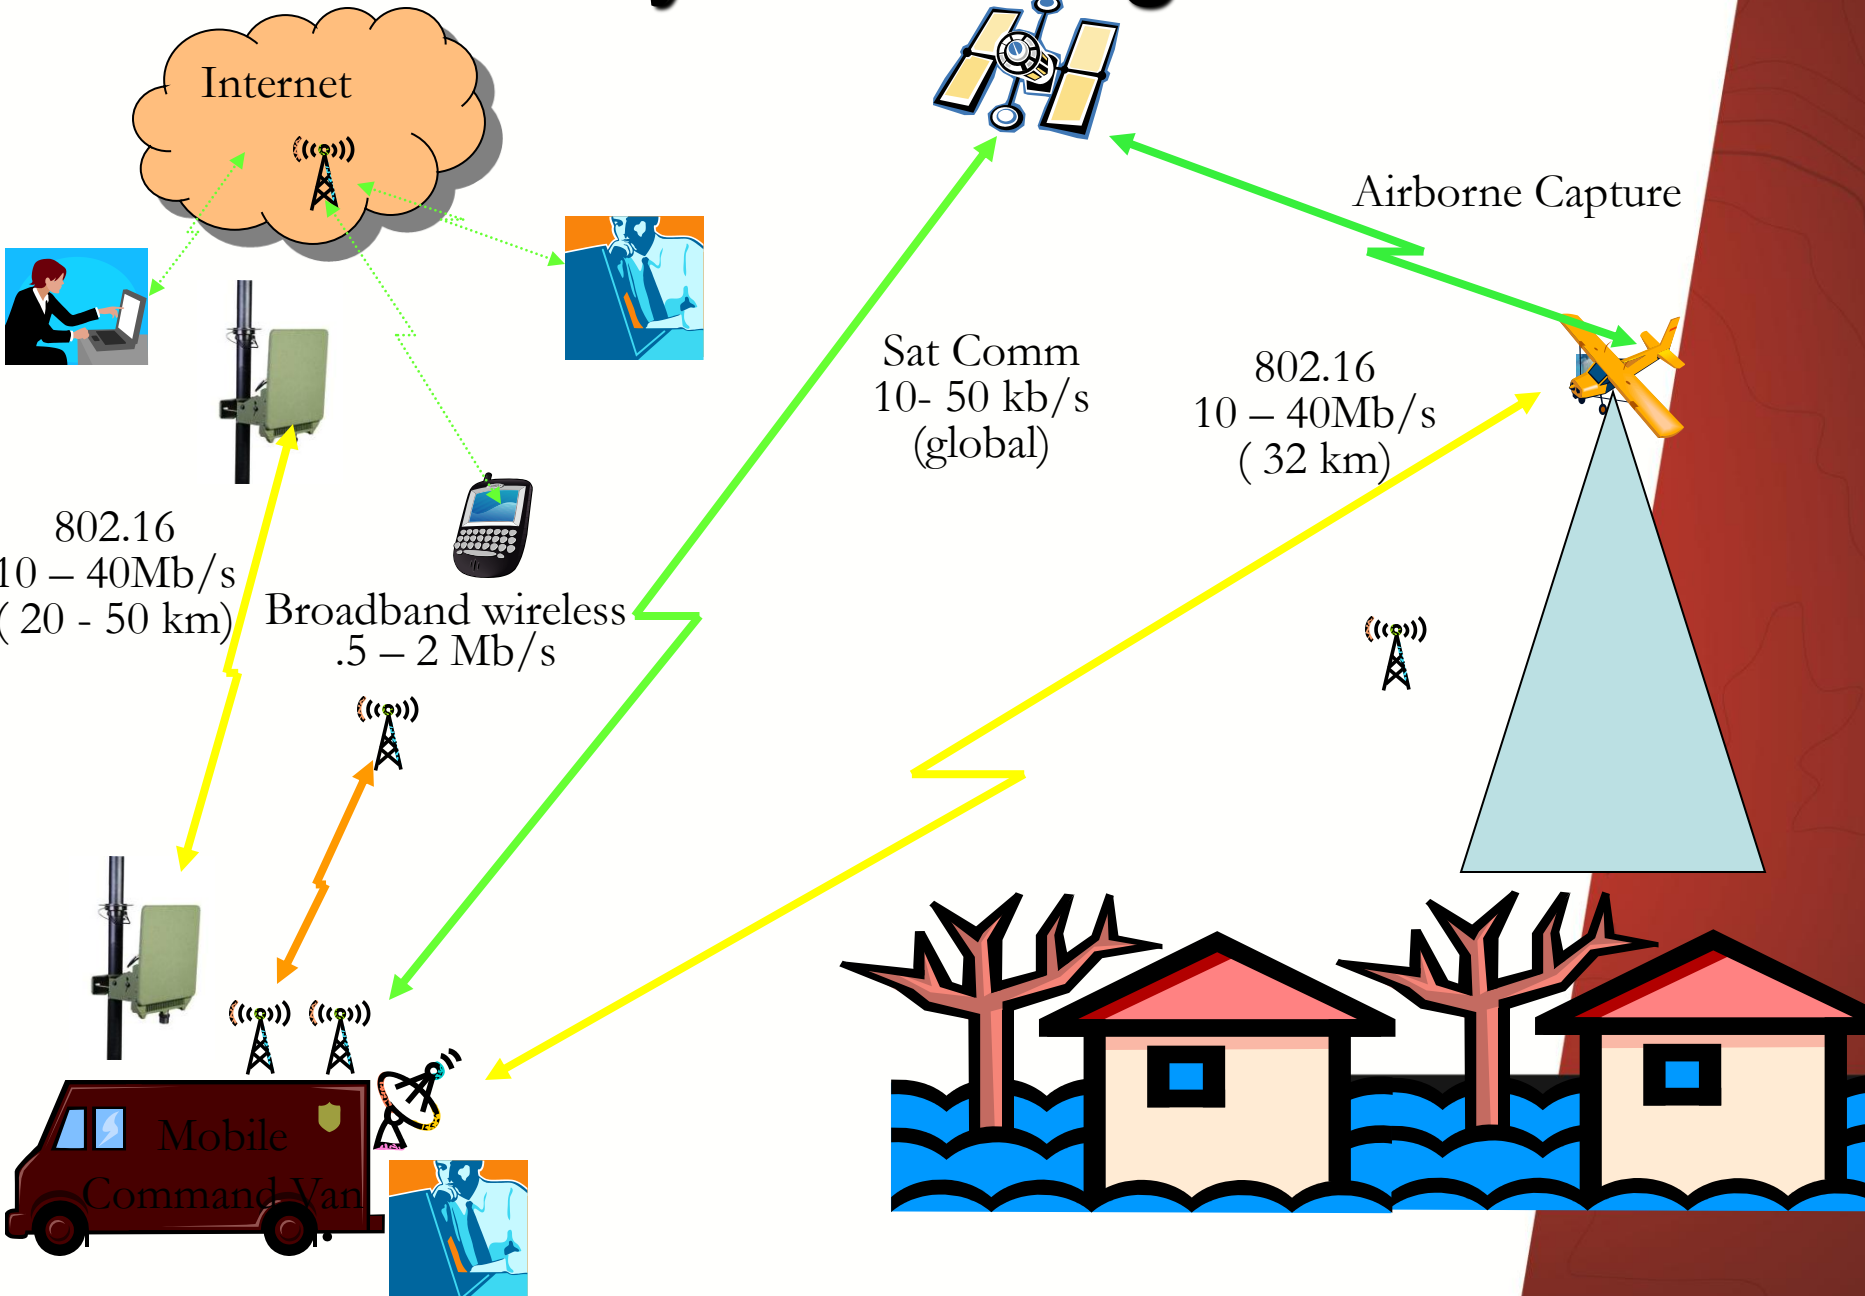 Internet
Airborne Capture
Sat Comm
10- 50 kb/s
(global)
802.16
10 – 40Mb/s
( 32 km)
802.16
10 – 40Mb/s
( 20 - 50 km)
Broadband wireless
.5 – 2 Mb/s
Mobile
Command Van